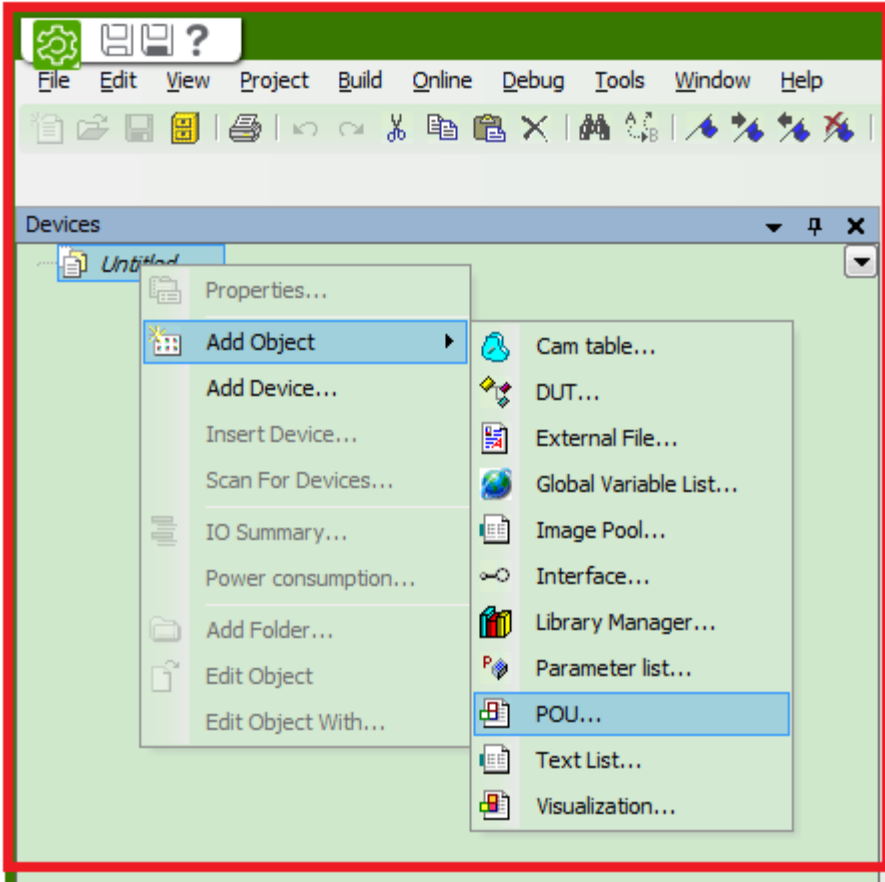 ?
File Edit View Project Build Online Debug Tools Window Help
Devices
Untitled
Properties...
Add Object
Add Device...
Insert Device...
Scan For Devices...
IO Summary...
Power consumption...
Add Folder...
Edit Object
Edit Object With...
Cam table...
DUT...
External File...
Global Variable List...
Image Pool...
Interface...
Library Manager...
Parameter list...
POU...
Text List...
Visualization...